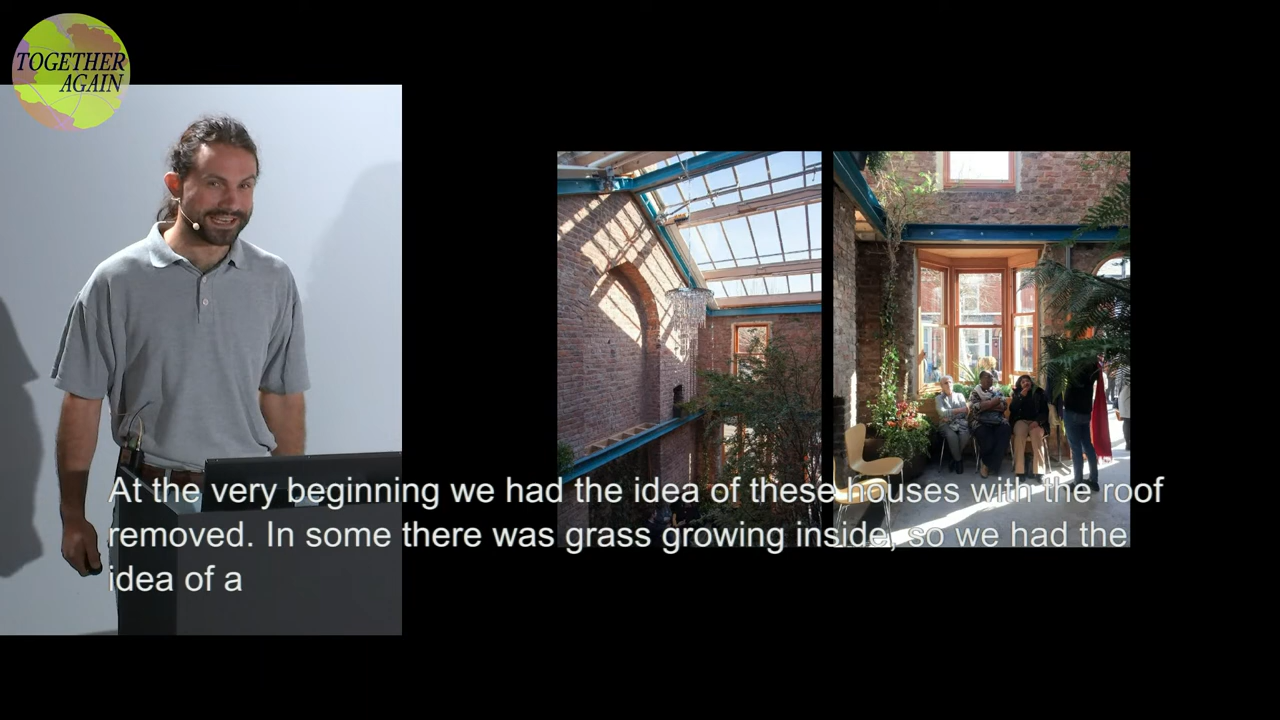 TOGETHER
AGAIN
At the very beginning we had the idea of these houses with the roof
removed. In some there was grass growing inside, so we had the
idea of a